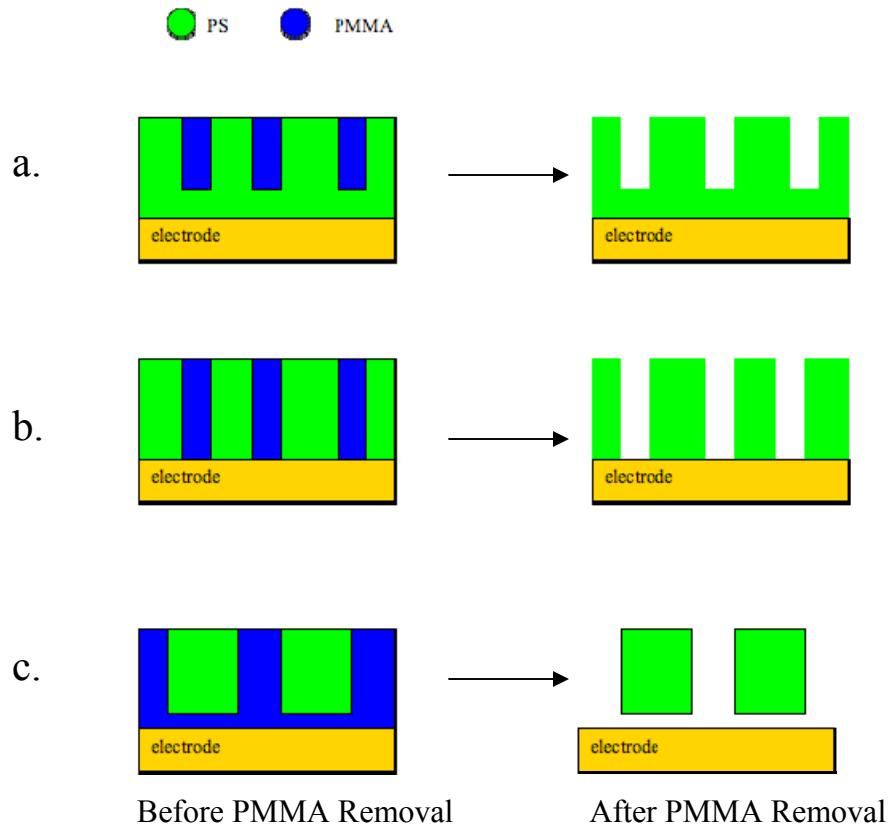 PS PMMA
a.
electrode electrode
b.
electrode electrode
c.
electrode electrode
Before PMMA Removal After PMMA Removal